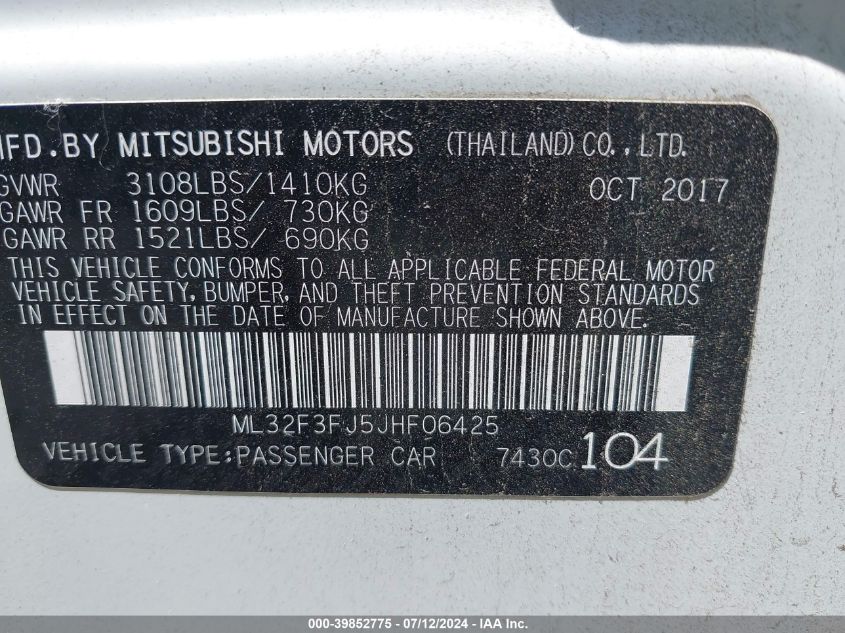 MFD. BY MITSUBISHI MOTORS (THAILAND) CO., LTD.
GVWR 3108LBS/1410KG OCT 2017
GAWR FR 1609LBS/ 730KG
GAWR RR 1521LBS/ 690KG
THIS VEHICLE CONFORMS TO ALL APPLICABLE FEDERAL MOTOR
VEHICLE SAFETY, BUMPER, AND THEFT PREVENTION STANDARDS
IN EFFECT ON THE DATE OF MANUFACTURE SHOWN ABOVE.
ML32F3FJ5JHF06425
VEHICLE TYPE:PASSENGER CAR 7430C 104
000-39852775 - 07/12/2024 - IAA Inc.